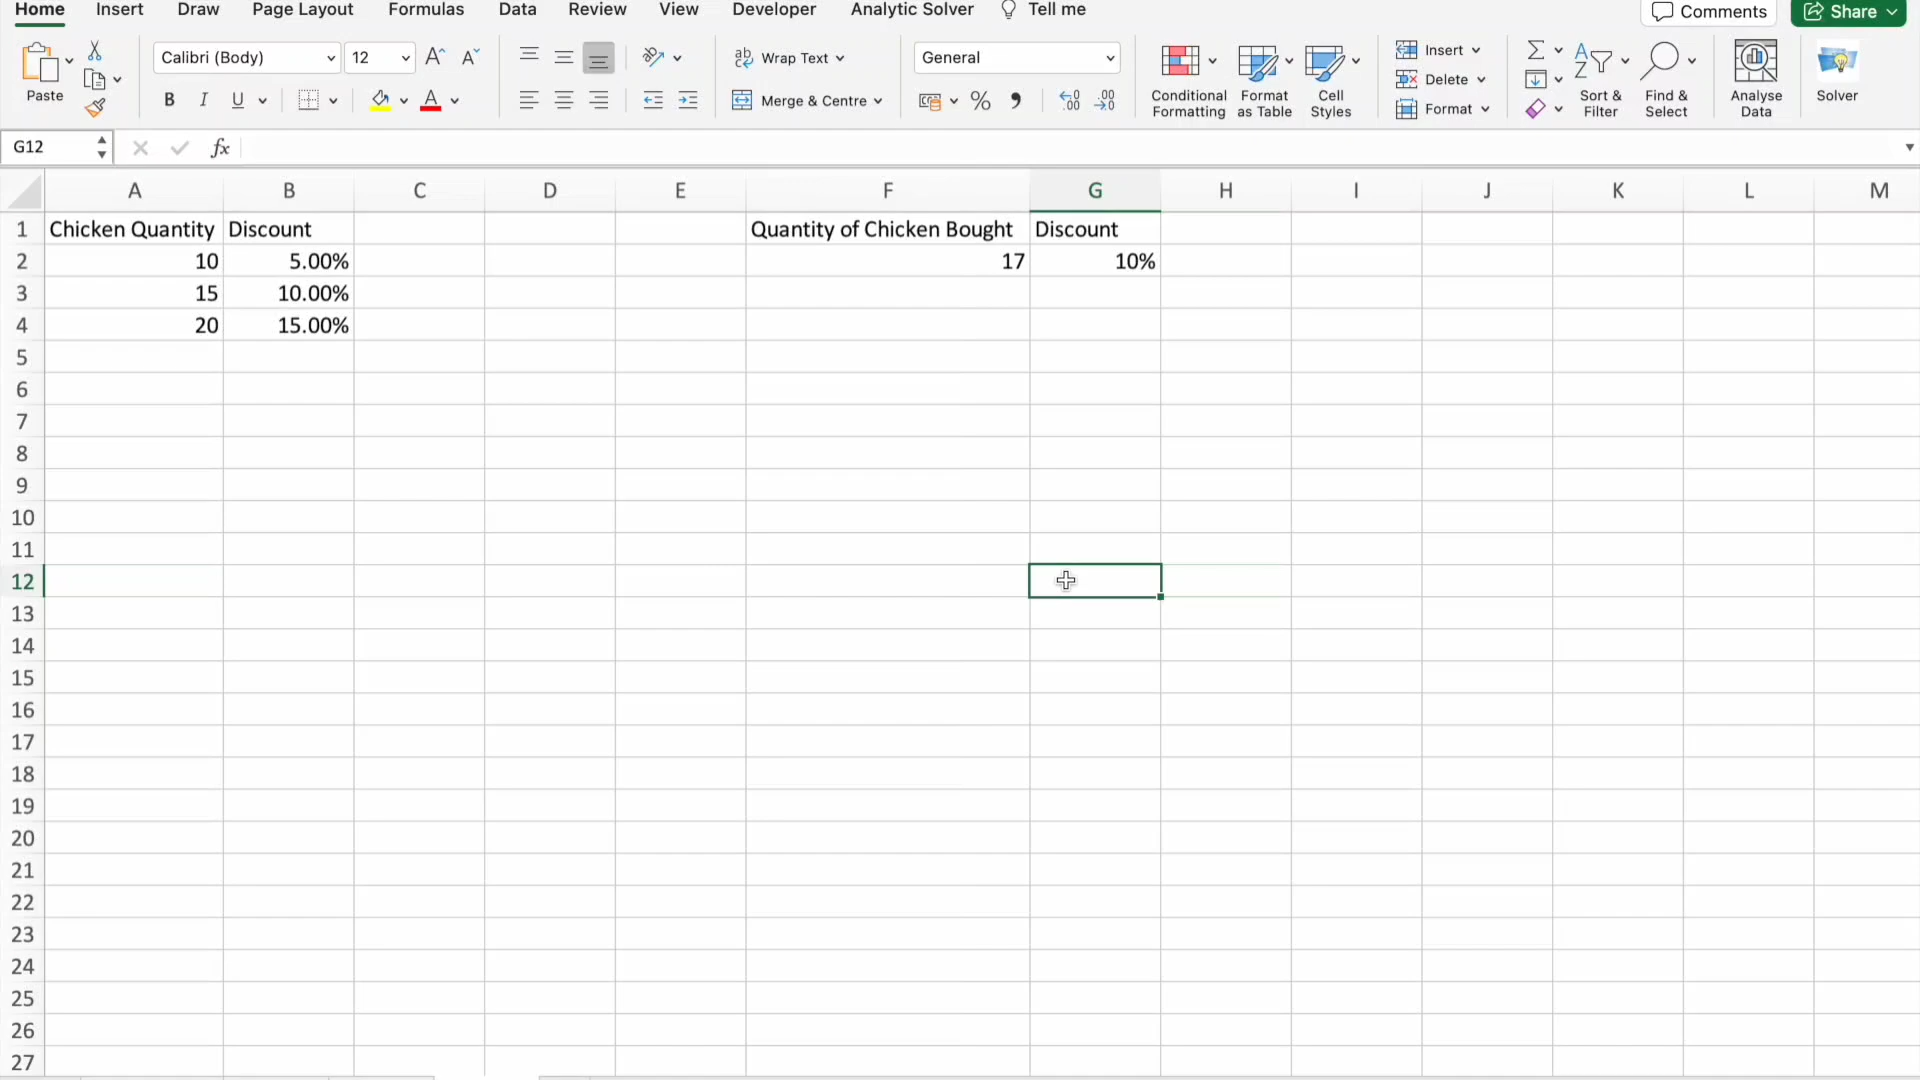 Home Insert Draw Page Layout Formulas Data Review View Developer Analytic Solver Tell me Comments Share
Calibri (Body) 12 A A ab Wrap Text General Insert Σ A
Paste Delete Z
B I U A Merge & Centre % Conditional Formatting Format as Table Cell Styles Format Sort & Filter Find & Select Analyse Data Solver
G12 fx
A B C D E F G H I J K L M
1 Chicken Quantity Discount Quantity of Chicken Bought Discount
2 10 5.00% 17 10%
3 15 10.00%
4 20 15.00%
5
6
7
8
9
10
11
12
13
14
15
16
17
18
19
20
21
22
23
24
25
26
27